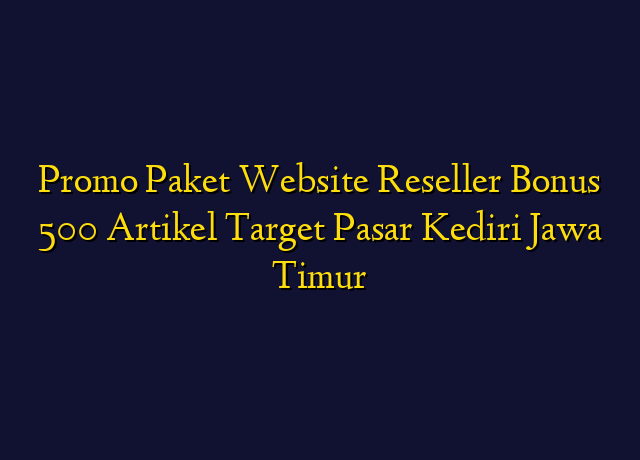 Promo Paket Website Reseller Bonus
500 Artikel Target Pasar Kediri Jawa
Timur